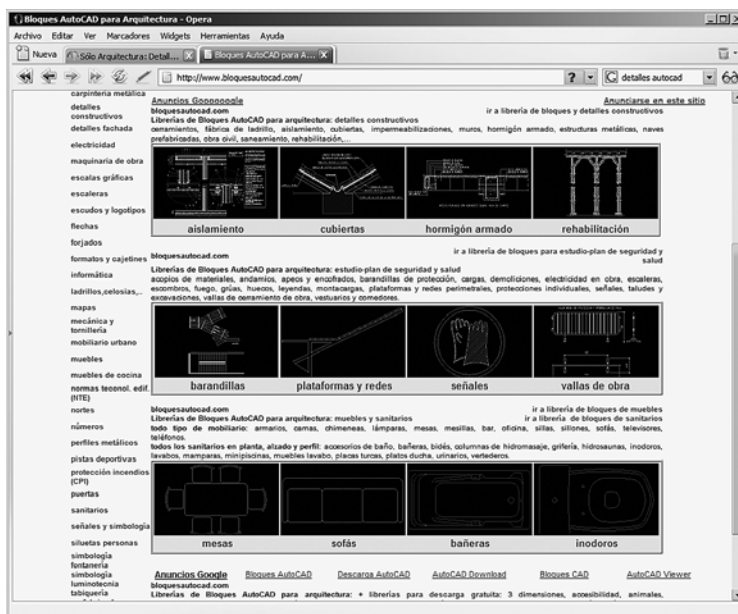 Bloques AutoCAD para Arquitectura - Opera
Archivo Editar Ver Marcadores Widgets Herramientas Ayuda
Nueva Sólo Arquitectura: Detall... Bloques AutoCAD para A...
http://www.bloquesautocad.com/ ? detalles autocad
carpintería metálica
detalles
constructivos
detalles fachada
electricidad
maquinaria de obra
escalas gráficas
escaleras
escudos y logotipos
flechas
forjados
formatos y cajetines
informática
ladrillos,celosias,..
mapas
mecánica y
tornillería
mobiliario urbano
muebles
muebles de cocina
normas teconol. edif.
(NTE)
nortes
números
perfiles metálicos
pistas deportivas
protección incendios
(CPI)
puertas
sanitarios
señales y simbología
siluetas personas
simbología
fontanería
simbología
luminotecnia
tabiquería
Anuncios Goooooogle Anunciarse en este sitio
bloquesautocad.com ir a librería de bloques y detalles constructivos
Librerías de Bloques AutoCAD para arquitectura: detalles constructivos
cerramientos, fábrica de ladrillo, aislamiento, cubiertas, impermeabilizaciones, muros, hormigón armado, estructuras metálicas, naves
prefabricadas, obra civil, saneamiento, rehabilitación,...
aislamiento cubiertas hormigón armado rehabilitación
bloquesautocad.com ir a librería de bloques para estudio-plan de seguridad y
salud
Librerías de Bloques AutoCAD para arquitectura: estudio-plan de seguridad y salud
acopios de materiales, andamios, apeos y encofrados, barandillas de protección, cargas, demoliciones, electricidad en obra, escaleras,
escombros, fuego, grúas, huecos, leyendas, montacargas, plataformas y redes perimetrales, protecciones individuales, señales, taludes y
excavaciones, vallas de cerramiento de obra, vestuarios y comedores.
barandillas plataformas y redes señales vallas de obra
bloquesautocad.com ir a librería de bloques de muebles
Librerías de Bloques AutoCAD para arquitectura: muebles y sanitarios ir a librería de bloques de sanitarios
todo tipo de mobiliario: armarios, camas, chimeneas, lámparas, mesas, mesillas, bar, oficina, sillas, sillones, sofás, televisores,
teléfonos.
todos los sanitarios en planta, alzado y perfil: accesorios de baño, bañeras, bidés, columnas de hidromasaje, grifería, hidrosaunas, inodoros,
lavabos, mamparas, minipiscinas, muebles lavabo, placas turcas, platos ducha, urinarios, vertederos.
mesas sofás bañeras inodoros
Anuncios Google Bloques AutoCAD Descarga AutoCAD AutoCAD Download Bloques CAD AutoCAD Viewer
bloquesautocad.com
Librerías de Bloques AutoCAD para arquitectura: + librerías para descarga gratuita: 3 dimensiones, accesibilidad, animales,